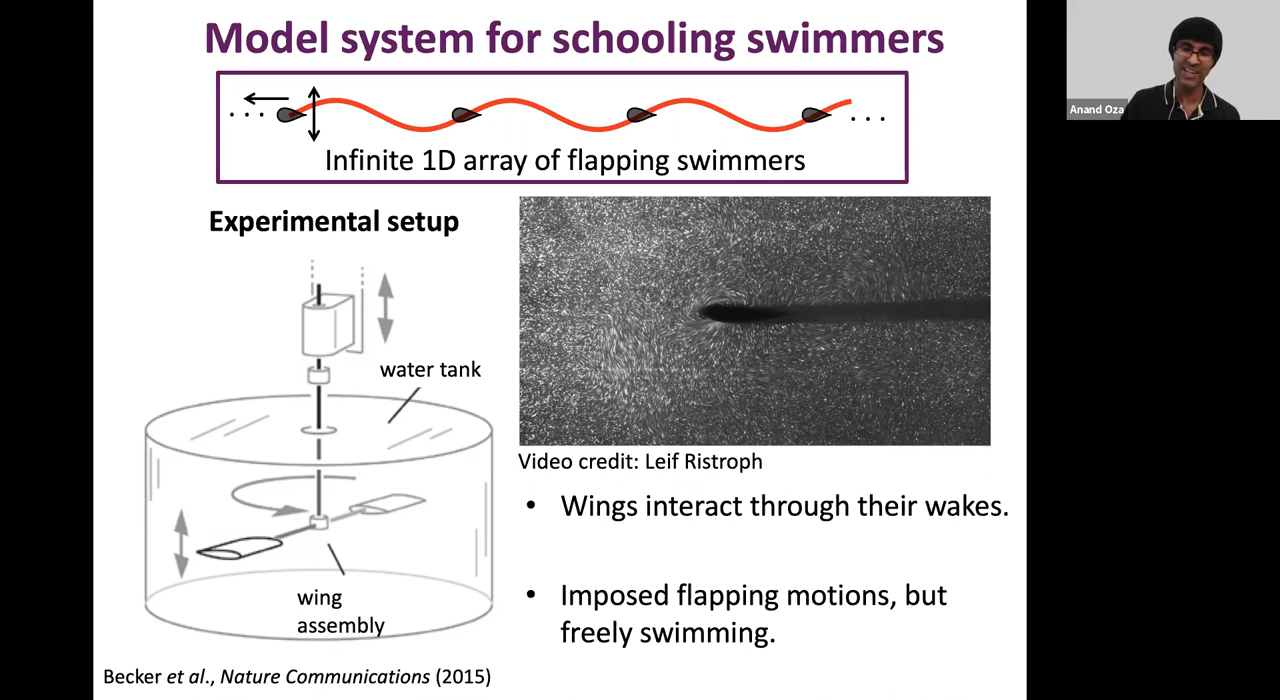 Model system for schooling swimmers
Anand Oza
. . .
. . .
Infinite 1D array of flapping swimmers
Experimental setup
water tank
wing
assembly
Video credit: Leif Ristroph
• Wings interact through their wakes.
• Imposed flapping motions, but
freely swimming.
Becker et al., Nature Communications (2015)